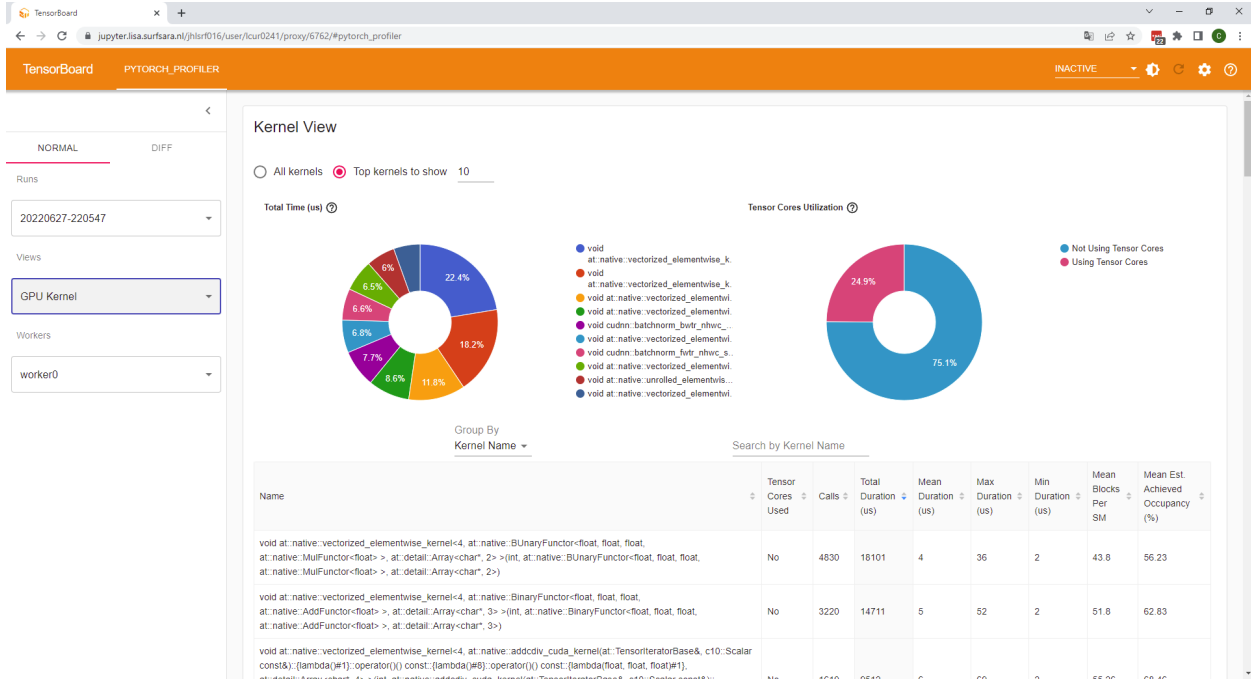 TensorBoard
jupyter.lisa.surfsara.nl/jhlsrf016/user/lcur0241/proxy/6762/#pytorch_profiler
22
C
TensorBoard
PYTORCH_PROFILER
INACTIVE
NORMAL
DIFF
Runs
20220627-220547
Views
GPU Kernel
Workers
worker0
Kernel View
All kernels
Top kernels to show
10
Total Time (us)
22.4%
18.2%
11.8%
8.6%
7.7%
6.8%
6.6%
6.5%
6%
void
at::native::vectorized_elementwise_k.
void
at::native::vectorized_elementwise_k.
void at::native::vectorized_elementwi.
void at::native::vectorized_elementwi.
void cudnn::batchnorm_bwtr_nhwc_...
void at::native::vectorized_elementwi.
void cudnn::batchnorm_fwtr_nhwc_s..
void at::native::vectorized_elementwi.
void at::native::unrolled_elementwis...
void at::native::vectorized_elementwi.
Tensor Cores Utilization
24.9%
75.1%
Not Using Tensor Cores
Using Tensor Cores
Group By
Kernel Name
Search by Kernel Name
Name
Tensor
Cores
Used
Calls
Total
Duration
(us)
Mean
Duration
(us)
Max
Duration
(us)
Min
Duration
(us)
Mean
Blocks
Per
SM
Mean Est.
Achieved
Occupancy
(%)
void at::native::vectorized_elementwise_kernel<4, at::native::BUnaryFunctor<float, float, float,
at::native::MulFunctor<float> >, at::detail::Array<char*, 2> >(int, at::native::BUnaryFunctor<float, float, float,
at::native::MulFunctor<float> >, at::detail::Array<char*, 2>)
No
4830
18101
4
36
2
43.8
56.23
void at::native::vectorized_elementwise_kernel<4, at::native::BinaryFunctor<float, float, float,
at::native::AddFunctor<float> >, at::detail::Array<char*, 3> >(int, at::native::BinaryFunctor<float, float, float,
at::native::AddFunctor<float> >, at::detail::Array<char*, 3>)
No
3220
14711
5
52
2
51.8
62.83
void at::native::vectorized_elementwise_kernel<4, at::native::addcdiv_cuda_kernel(at::TensorIteratorBase&, c10::Scalar
const&)::{lambda()#1}::operator()() const::{lambda()#8}::operator()() const::{lambda(float, float, float)#1},